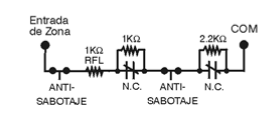 Entrada
de Zona
COM
1KΩ
2.2KΩ
1KΩ
RFL
ANTI-
SABOTAJE
N.C.
ANTI-
SABOTAJE
N.C.